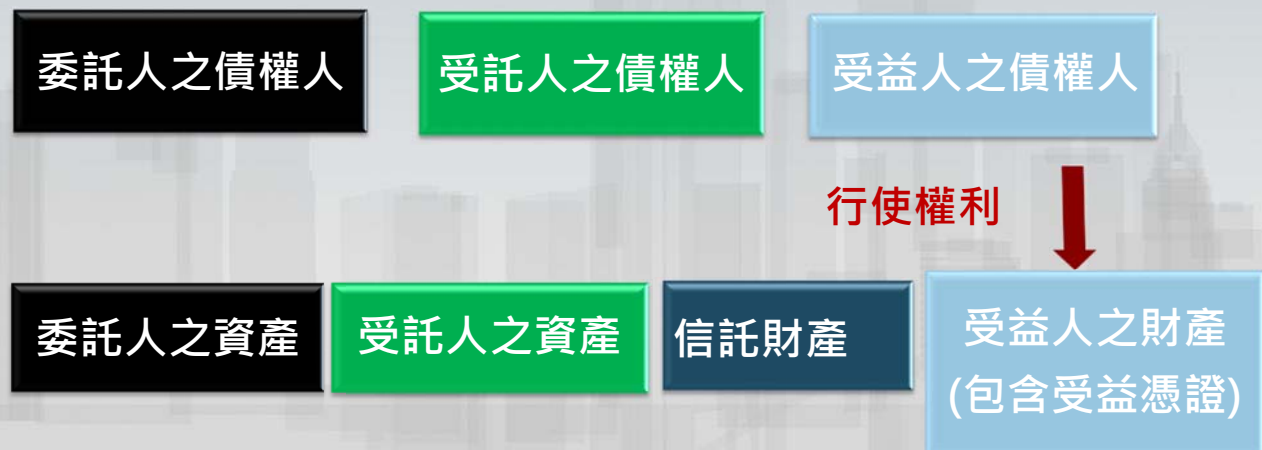 委託人之債權人
受託人之債權人
受益人之債權人
行使權利
委託人之資產
受託人之資產
信託財產
受益人之財產
(包含受益憑證)